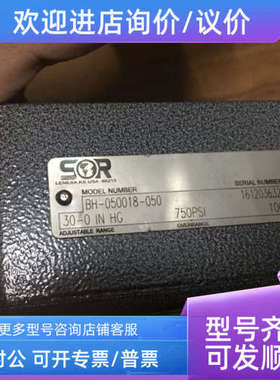 欢迎进店询价/议价
SOR
LENEXA,KS.USA 66215
MODEL NUMBER
SERIAL NUMBER
BH-050018-050
30-0 IN HG
750PSI
ADJUSTABLE RANGE
更多型号咨询店铺客服
对公 可开专票/普票
型号齐
可发顺